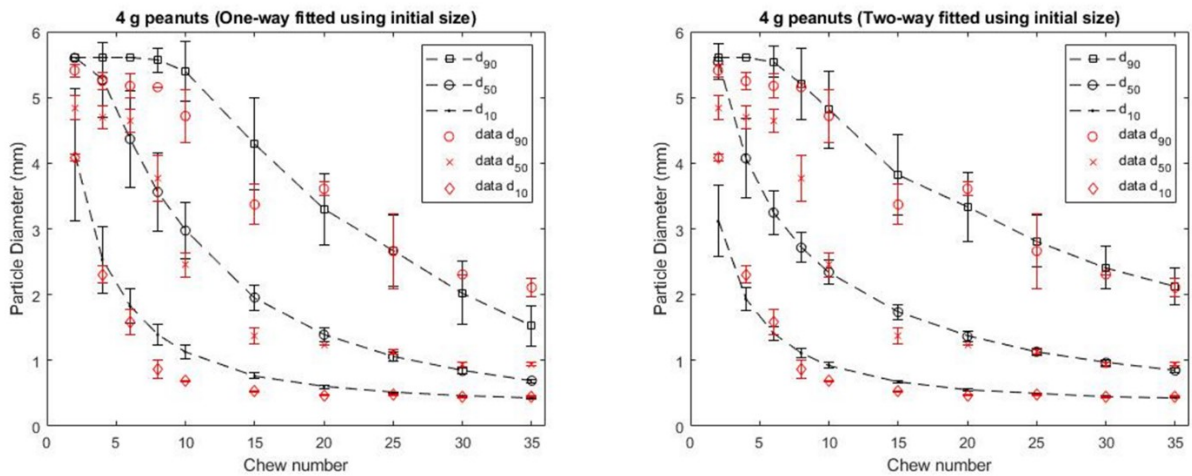 4 g peanuts (One-way fitted using initial size)
6
5
4
3
2
1
0
Particle Diameter (mm)
0 5 10 15 20 25 30 35
Chew number
d90
d50
d10
data d90
data d50
data d10
4 g peanuts (Two-way fitted using initial size)
6
5
4
3
2
1
0
Particle Diameter (mm)
0 5 10 15 20 25 30 35
Chew number
d90
d50
d10
data d90
data d50
data d10